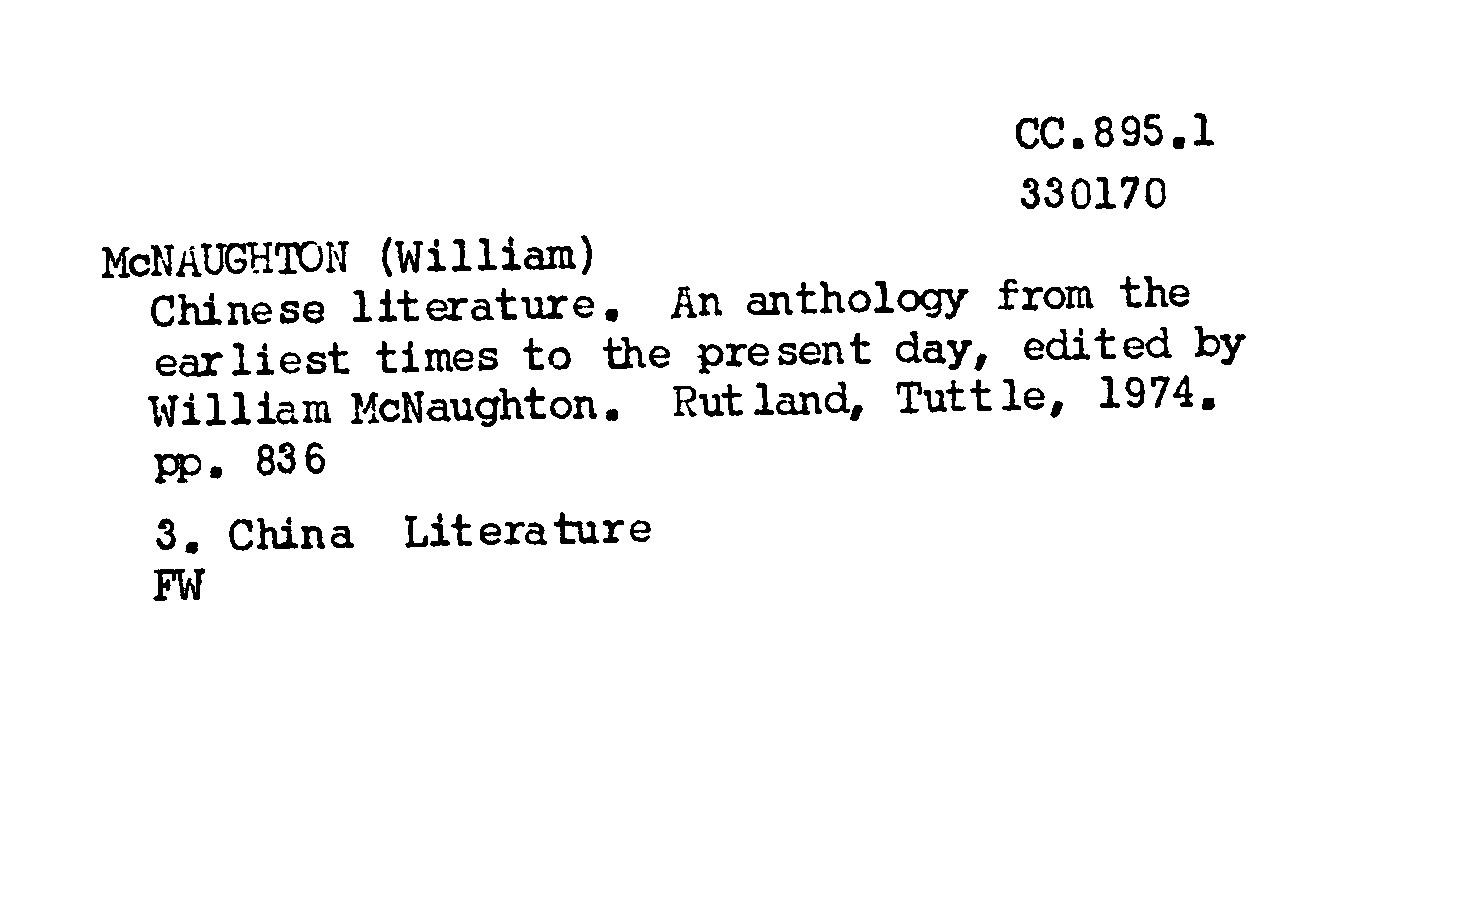 CC.895.1
330170
McNAUGHTON (William)
Chinese literature. An anthology from the
earliest times to the present day, edited by
William McNaughton. Rutland, Tuttle, 1974.
pp. 836
3. China Literature
FW